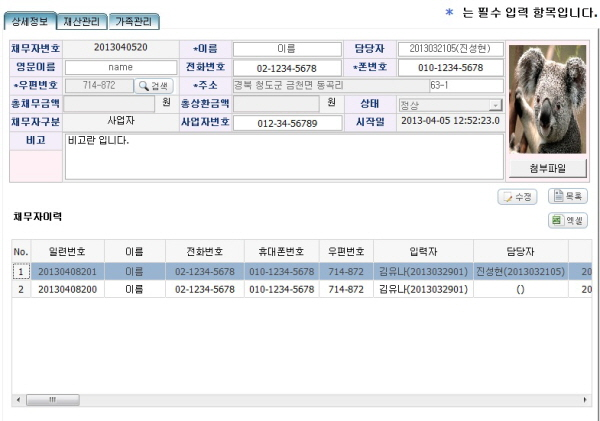 * 는 필수 입력 항목입니다.
상세정보 재산관리 가족관리
채무자번호 2013040520 *이름 이름 담당자 2013032105(진성현)
영문이름 name 전화번호 02-1234-5678 *폰번호 010-1234-5678
*우편번호 714-872 검색 *주소 경북 청도군 금천면 동곡리 63-1
총채무금액 원 총상환금액 원 상태 정상
채무자구분 사업자 사업자번호 012-34-56789 시작일 2013-04-05 12:52:23.0
비고 비고란 입니다.
첨부파일
수정 목록
채무자이력
엑셀
No. 일련번호 이름 전화번호 휴대폰번호 우편번호 입력자 담당자
1 20130408201 이름 02-1234-5678 010-1234-5678 714-872 김유나(2013032901) 진성현(2013032105) 20
2 20130408200 이름 02-1234-5678 010-1234-5678 714-872 김유나(2013032901) () 20